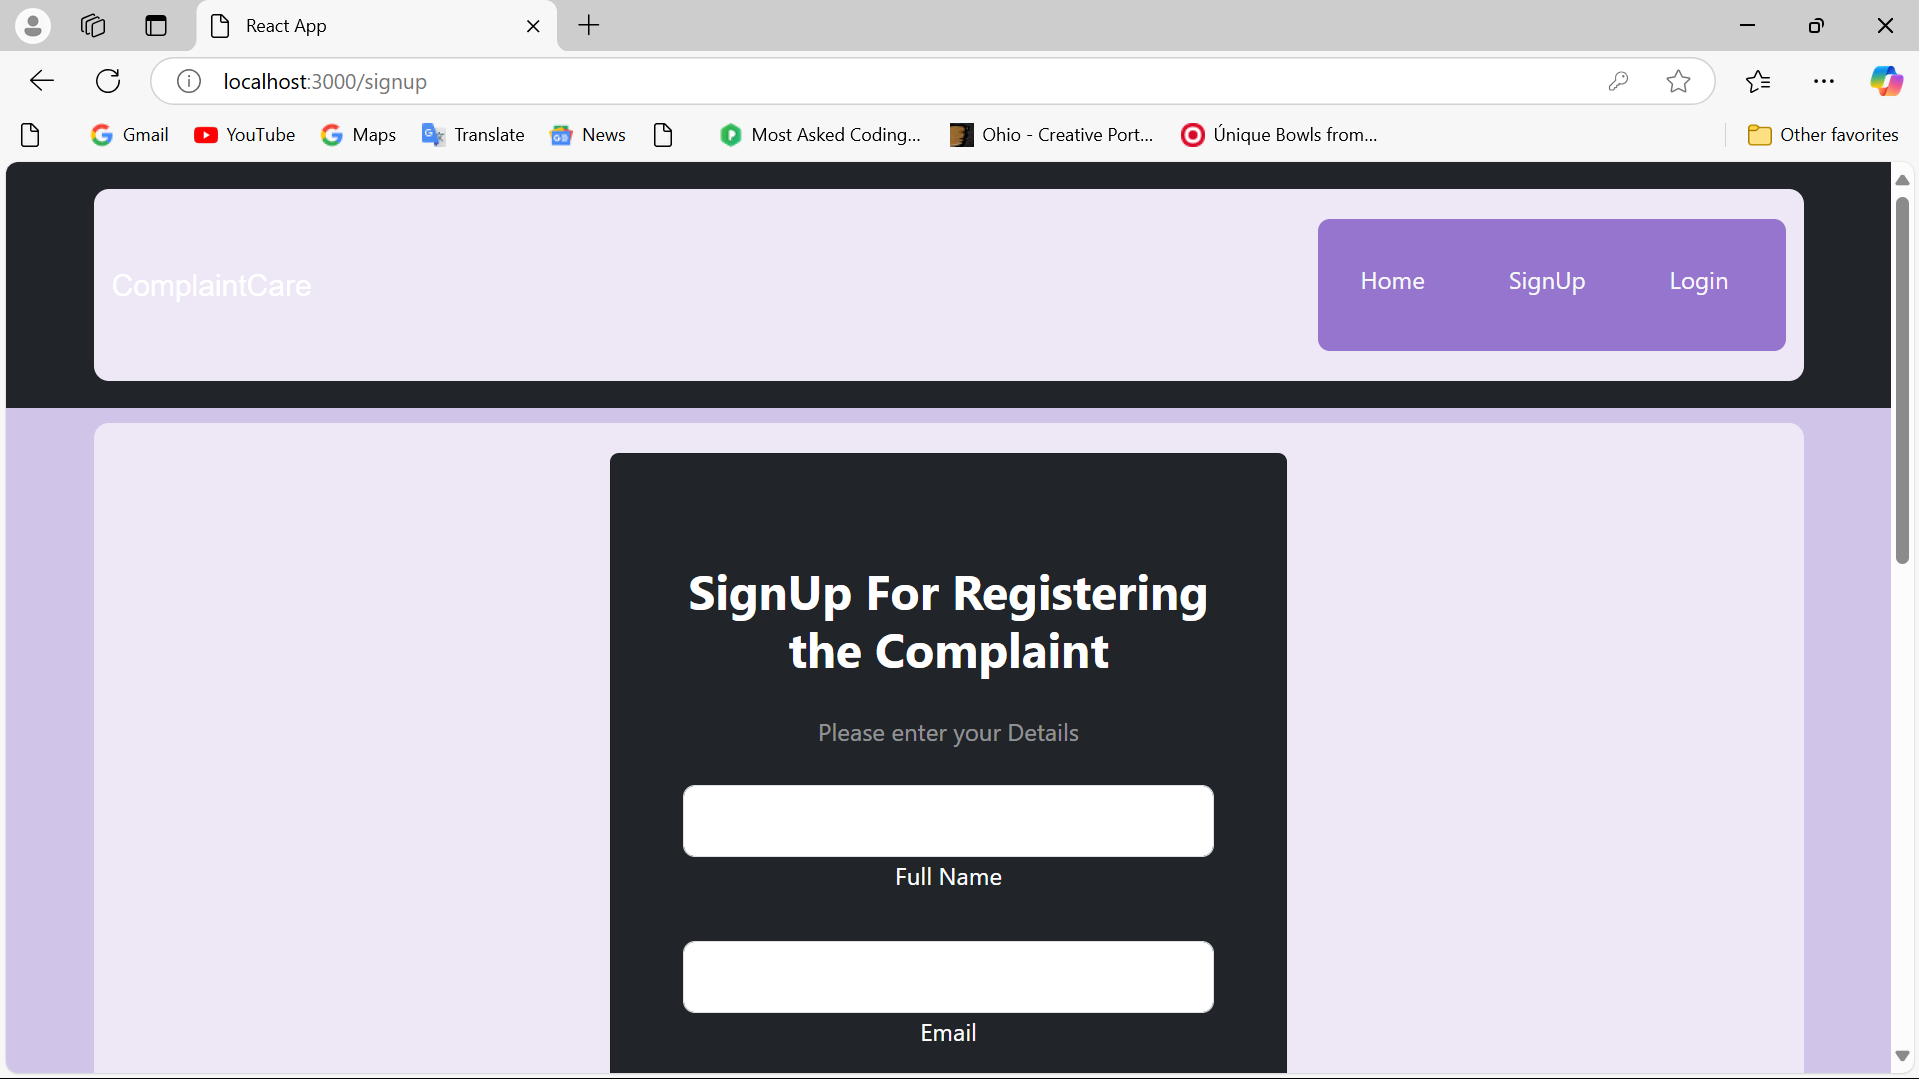 React App
localhost:3000/signup
Gmail YouTube Maps Translate News Most Asked Coding... Ohio - Creative Port... Únique Bowls from... Other favorites
ComplaintCare
Home SignUp Login
SignUp For Registering
the Complaint
Please enter your Details
Full Name
Email